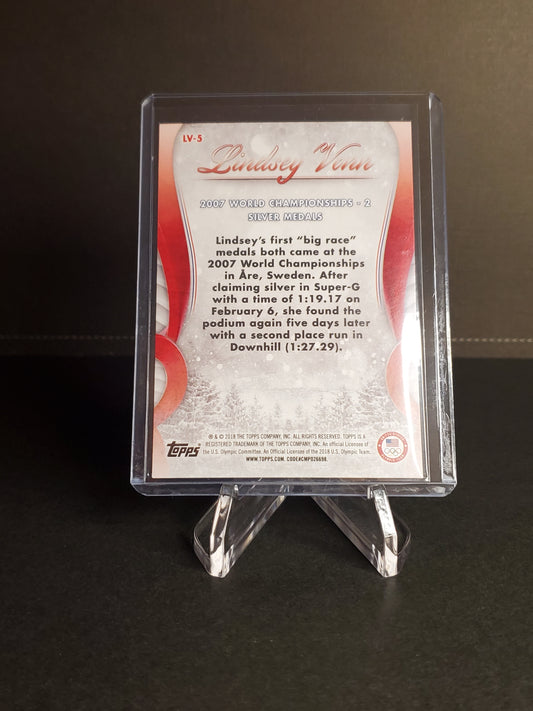 LV-5
Lindsey Vonn
2007 WORLD CHAMPIONSHIPS - 2
SILVER MEDALS
Lindsey's first "big race"
medals both came at the
2007 World Championships
in Åre, Sweden. After
claiming silver in Super-G
with a time of 1:19.17 on
February 6, she found the
podium again five days later
with a second place run in
Downhill (1:27.29).
topps
® & © 2018 THE TOPPS COMPANY, INC. ALL RIGHTS RESERVED. TOPPS IS A
REGISTERED TRADEMARK OF THE TOPPS COMPANY, INC. An official Licensee of
the U.S. Olympic Committee. An Official Licensee of the 2018 U.S. Olympic Team.
WWW.TOPPS.COM. CODE#CMPO26698.